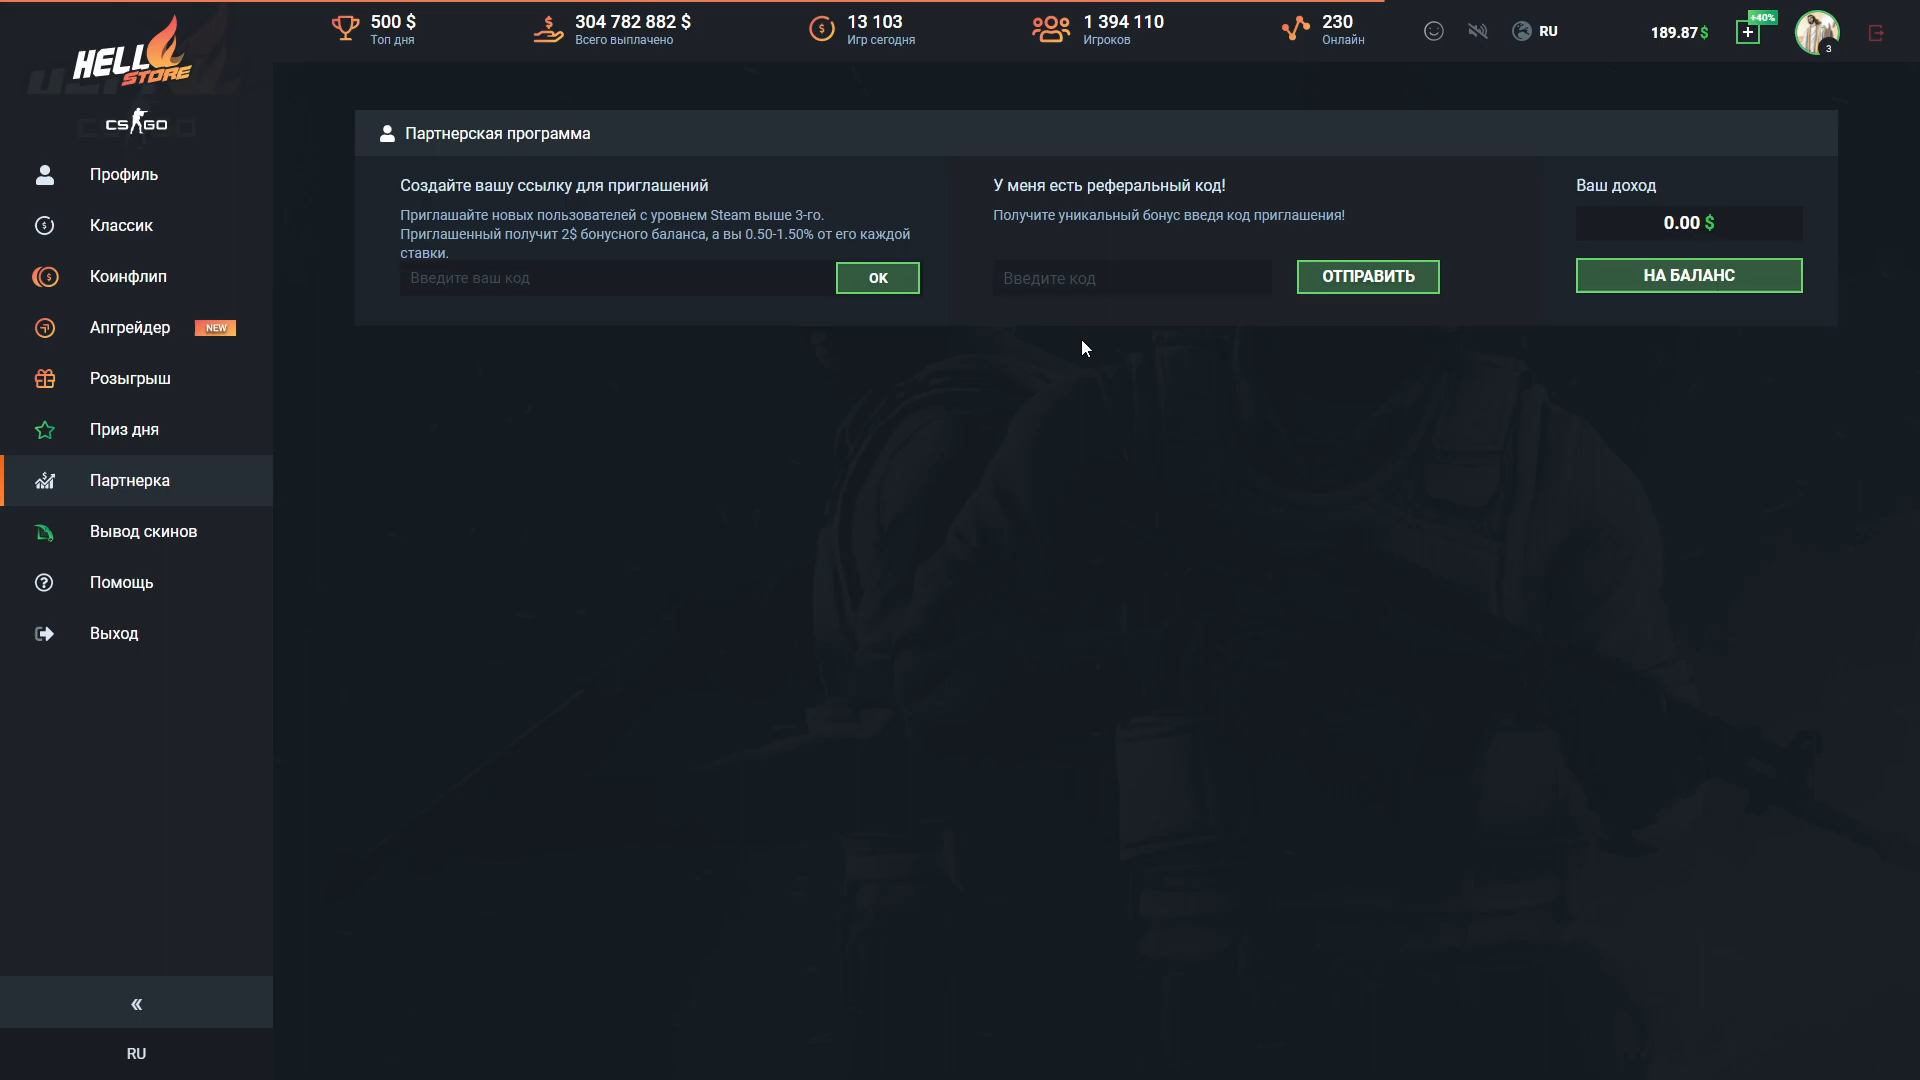 HELL STORE
CS GO
500 $
Топ дня
304 782 882 $
Всего выплачено
13 103
Игр сегодня
1 394 110
Игроков
230
Онлайн
RU
189.87$
+40%
3
Профиль
Классик
Коинфлип
Апгрейдер NEW
Розыгрыш
Приз дня
Партнерка
Вывод скинов
Помощь
Выход
«
RU
Партнерская программа
Создайте вашу ссылку для приглашений
Приглашайте новых пользователей с уровнем Steam выше 3-го.
Приглашенный получит 2$ бонусного баланса, а вы 0.50-1.50% от его каждой
ставки.
Введите ваш код
OK
У меня есть реферальный код!
Получите уникальный бонус введя код приглашения!
Введите код
ОТПРАВИТЬ
Ваш доход
0.00 $
НА БАЛАНС